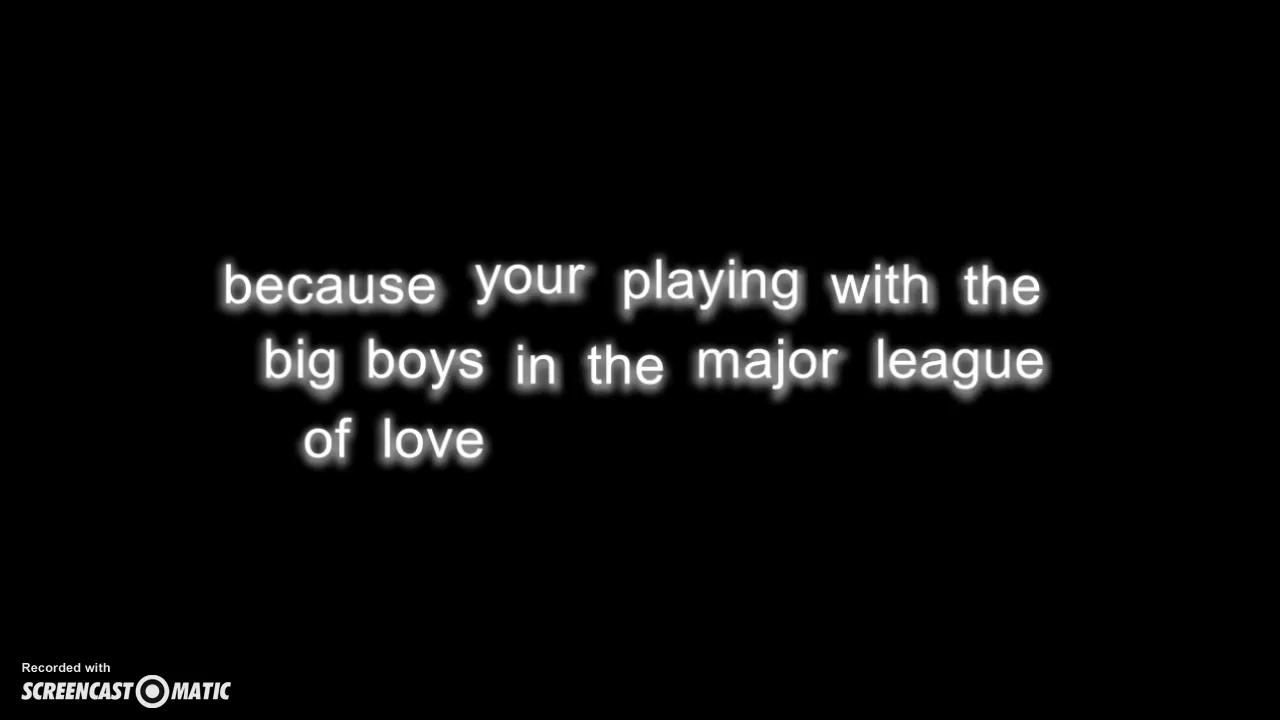 because your playing with the
big boys in the major league
of love
Recorded with
SCREENCAST MATIC